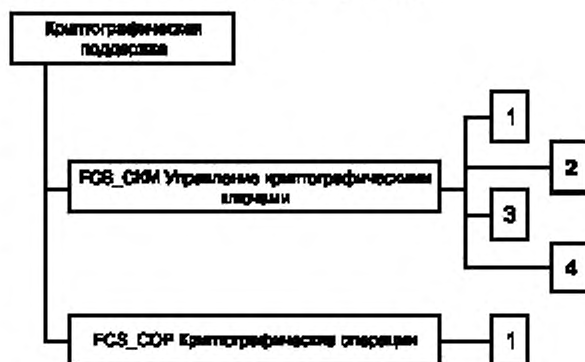 Криптографическая
поддержка
1
FCS_CKM Управление криптографическими
ключами
2
3
4
FCS_COP Криптографические операции
1